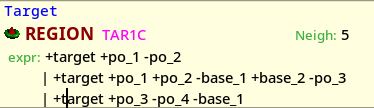 Target
REGION TAR1C Neigh: 5
expr: +target +po_1 -po_2
| +target +po_1 +po_2 -base_1 +base_2 -po_3
| +target +po_3 -po_4 -base_1